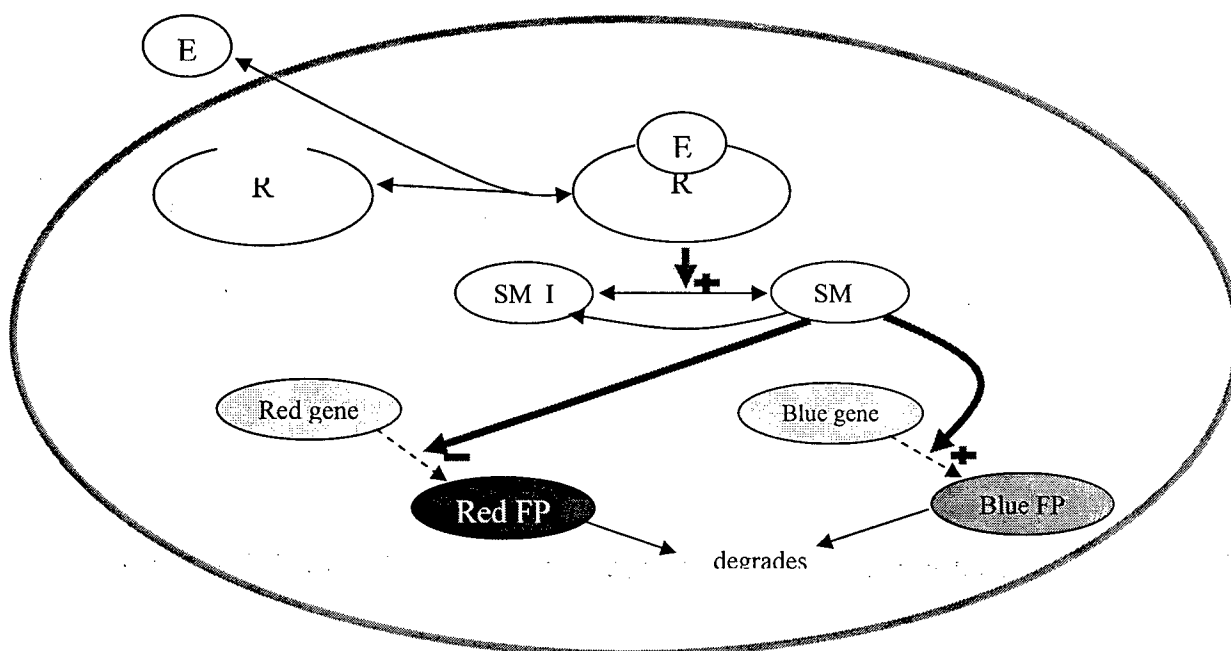 E
E
R
R
+
SM I
SM
Red gene
Blue gene
-
+
Red FP
Blue FP
degrades